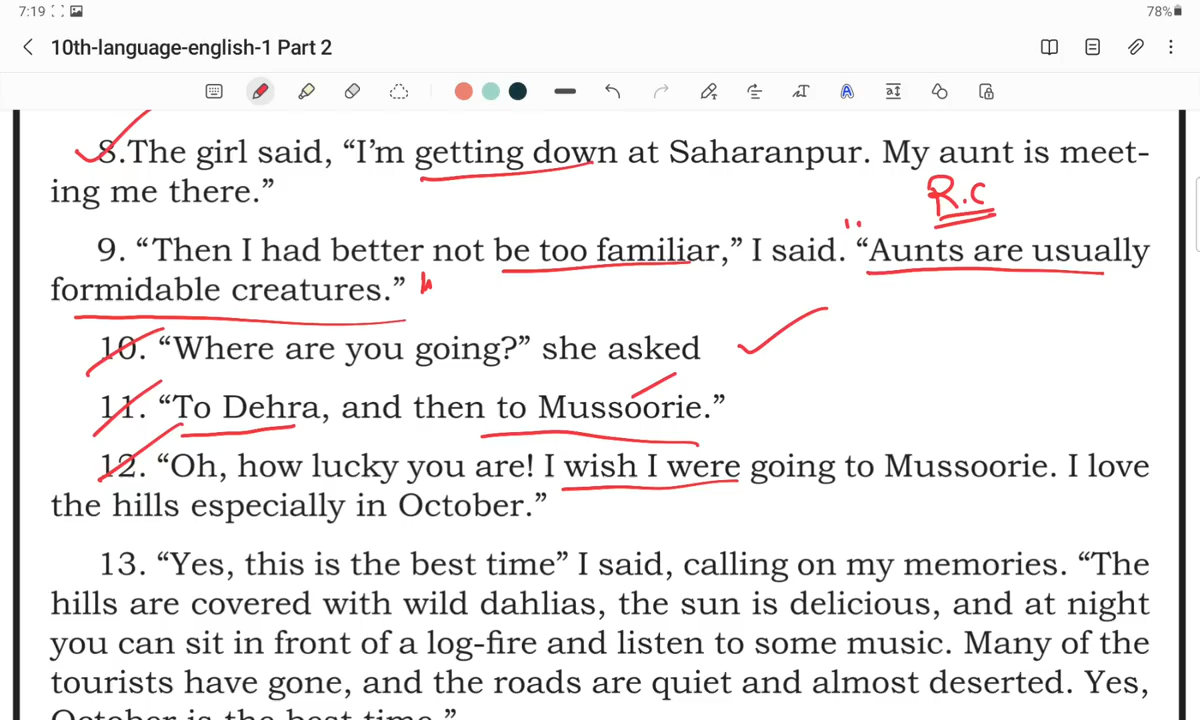 7:19
78%
10th-language-english-1 Part 2
8.The girl said, “I’m getting down at Saharanpur. My aunt is meet-
ing me there.”
R.C
9. “Then I had better not be too familiar,” I said. “Aunts are usually
formidable creatures.”
10. “Where are you going?” she asked
11. “To Dehra, and then to Mussoorie.”
12. “Oh, how lucky you are! I wish I were going to Mussoorie. I love
the hills especially in October.”
13. “Yes, this is the best time” I said, calling on my memories. “The
hills are covered with wild dahlias, the sun is delicious, and at night
you can sit in front of a log-fire and listen to some music. Many of the
tourists have gone, and the roads are quiet and almost deserted. Yes,
October is the best time.”